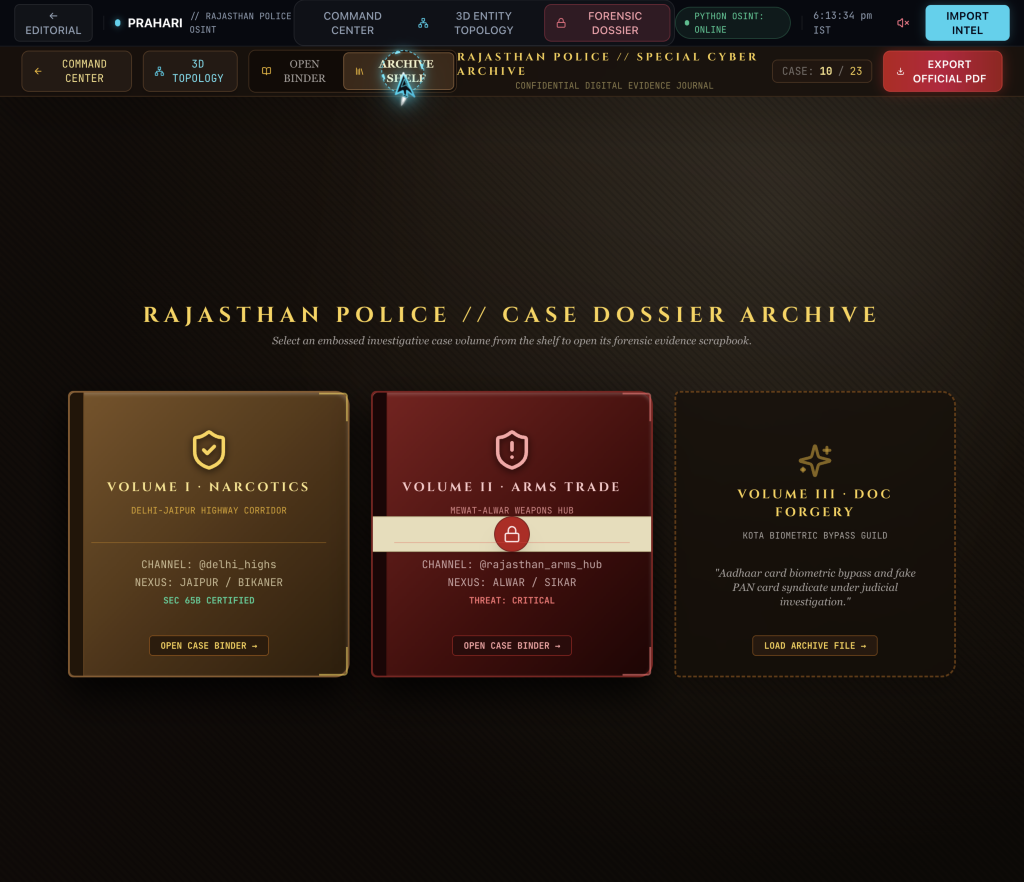 ← EDITORIAL
PRAHARI
// RAJASTHAN POLICE OSINT
COMMAND CENTER
3D ENTITY TOPOLOGY
FORENSIC DOSSIER
PYTHON OSINT: ONLINE
6:13:34 pm IST
IMPORT INTEL
← COMMAND CENTER
3D TOPOLOGY
OPEN BINDER
ARCHIVE SHELF
RAJASTHAN POLICE // SPECIAL CYBER ARCHIVE
CONFIDENTIAL DIGITAL EVIDENCE JOURNAL
CASE: 10 / 23
EXPORT OFFICIAL PDF
RAJASTHAN POLICE // CASE DOSSIER ARCHIVE
Select an embossed investigative case volume from the shelf to open its forensic evidence scrapbook.
VOLUME I · NARCOTICS
DELHI-JAIPUR HIGHWAY CORRIDOR
CHANNEL: @delhi_highs
NEXUS: JAIPUR / BIKANER
SEC 65B CERTIFIED
OPEN CASE BINDER →
VOLUME II · ARMS TRADE
MEWAT-ALWAR WEAPONS HUB
CHANNEL: @rajasthan_arms_hub
NEXUS: ALWAR / SIKAR
THREAT: CRITICAL
OPEN CASE BINDER →
VOLUME III · DOC
FORGERY
KOTA BIOMETRIC BYPASS GUILD
"Aadhaar card biometric bypass and fake
PAN card syndicate under judicial
investigation."
LOAD ARCHIVE FILE →